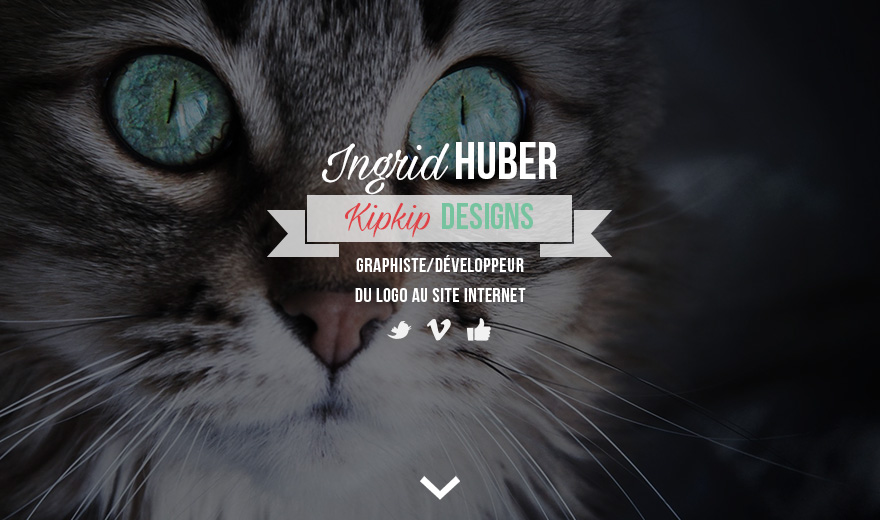 Ingrid HUBER
Kipkip DESIGNS
GRAPHISTE/DÉVELOPPEUR
DU LOGO AU SITE INTERNET